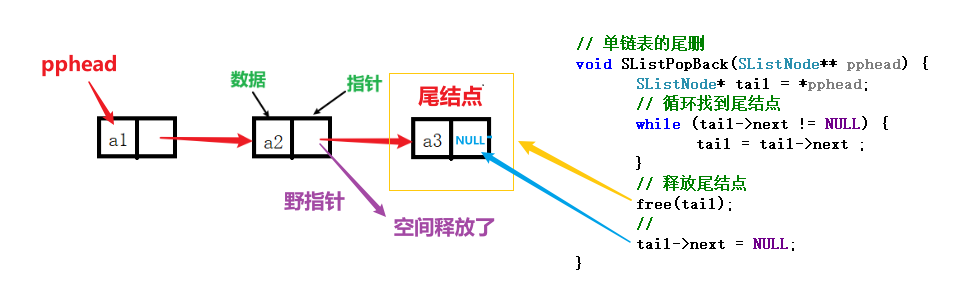 pphead
数据
指针
尾结点
a1
a2
a3
NULL
野指针
空间释放了
// 单链表的尾删
void SListPopBack(SListNode** pphead) {
SListNode* tail = *pphead;
// 循环找到尾结点
while (tail->next != NULL) {
tail = tail->next ;
}
// 释放尾结点
free(tail);
//
tail->next = NULL;
}